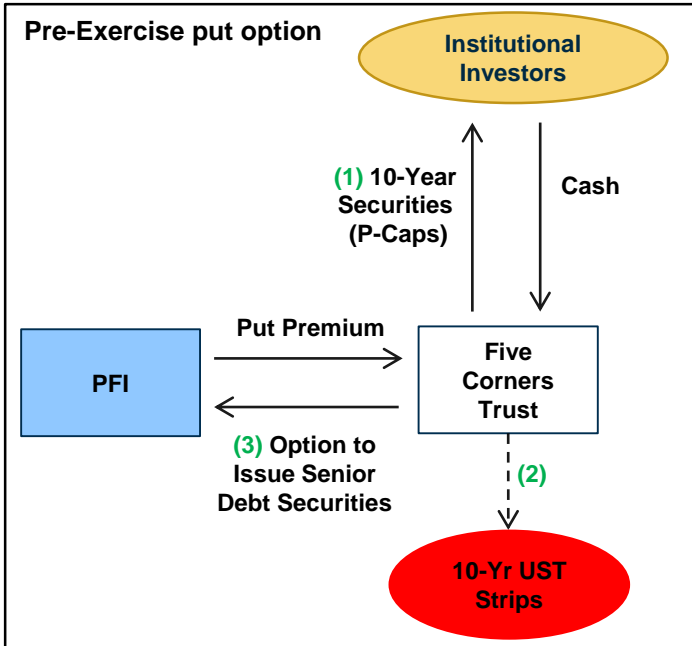 Pre-Exercise put option
Institutional
Investors
(1) 10-Year
Securities
(P-Caps)
Cash
Put Premium
PFI
Five
Corners
Trust
(3) Option to
Issue Senior
Debt Securities
(2)
10-Yr UST
Strips